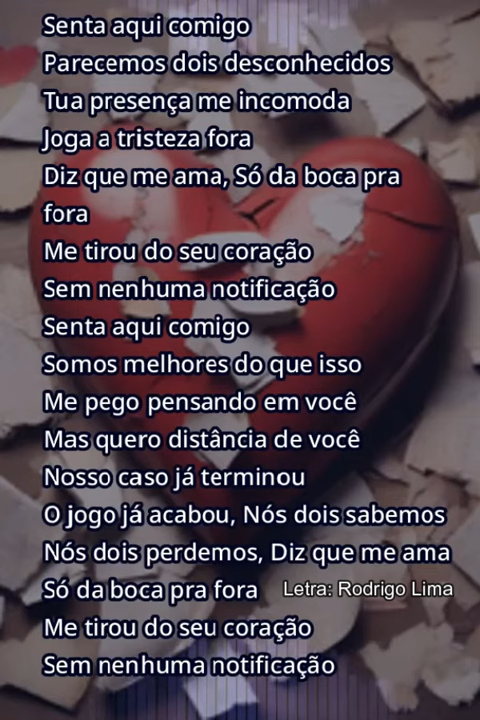 Senta aqui comigo
Parecemos dois desconhecidos
Tua presença me incomoda
Joga a tristeza fora
Diz que me ama, Só da boca pra
fora
Me tirou do seu coração
Sem nenhuma notificação
Senta aqui comigo
Somos melhores do que isso
Me pego pensando em você
Mas quero distância de você
Nosso caso já terminou
O jogo já acabou, Nós dois sabemos
Nós dois perdemos, Diz que me ama
Só da boca pra fora Letra: Rodrigo Lima
Me tirou do seu coração
Sem nenhuma notificação